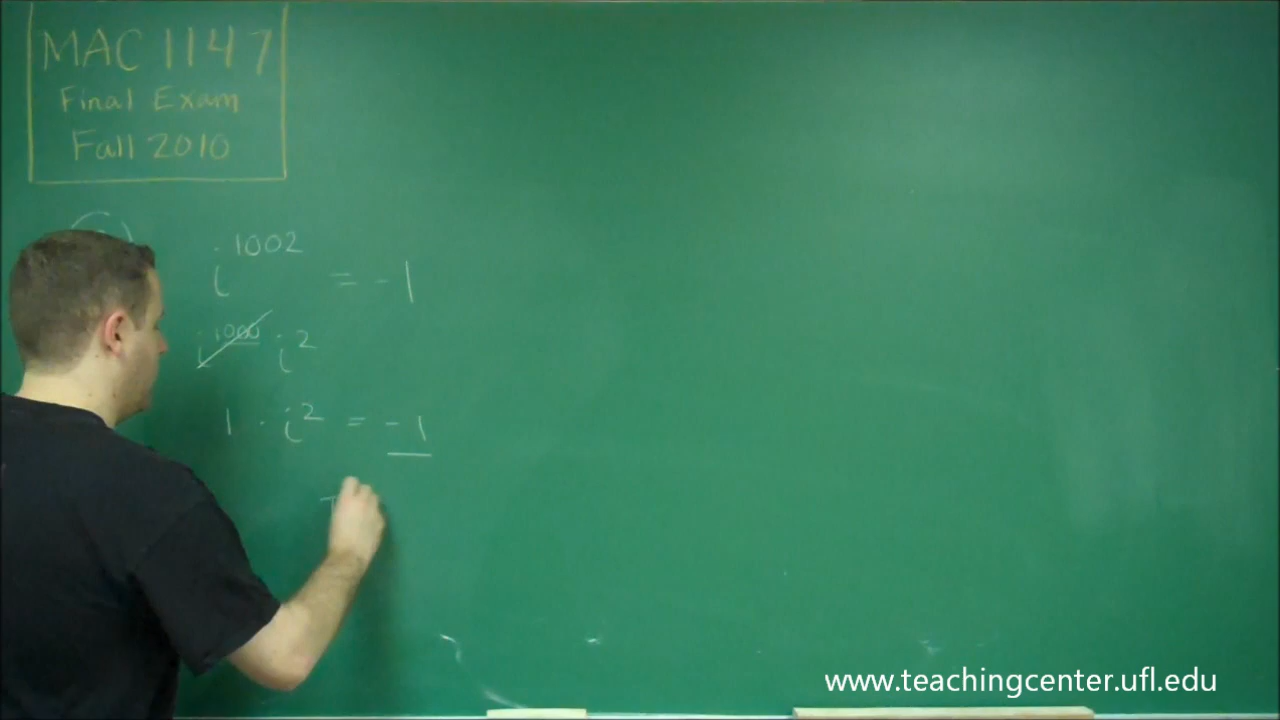 MAC 1147
Final Exam
Fall 2010
i^1002 = -1
i^1000 i^2
1 · i^2 = -1
www.teachingcenter.ufl.edu